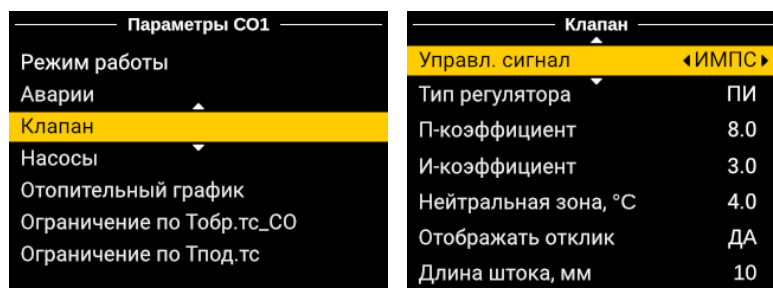 Параметры СО1
Режим работы
Аварии
Клапан
Насосы
Отопительный график
Ограничение по Тобр.тс_СО
Ограничение по Тпод.тс
Клапан
Управл. сигнал ИМПС
Тип регулятора ПИ
П-коэффициент 8.0
И-коэффициент 3.0
Нейтральная зона, °С 4.0
Отображать отклик ДА
Длина штока, мм 10